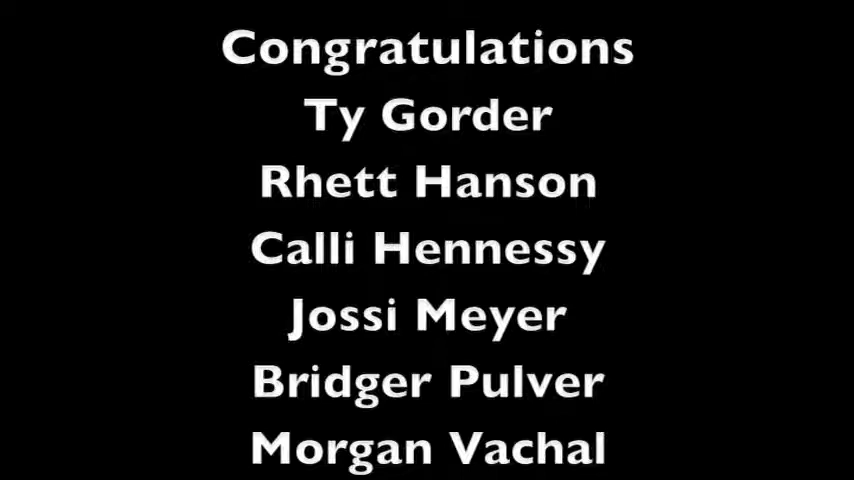 Congratulations
Ty Gorder
Rhett Hanson
Calli Hennessy
Jossi Meyer
Bridger Pulver
Morgan Vachal